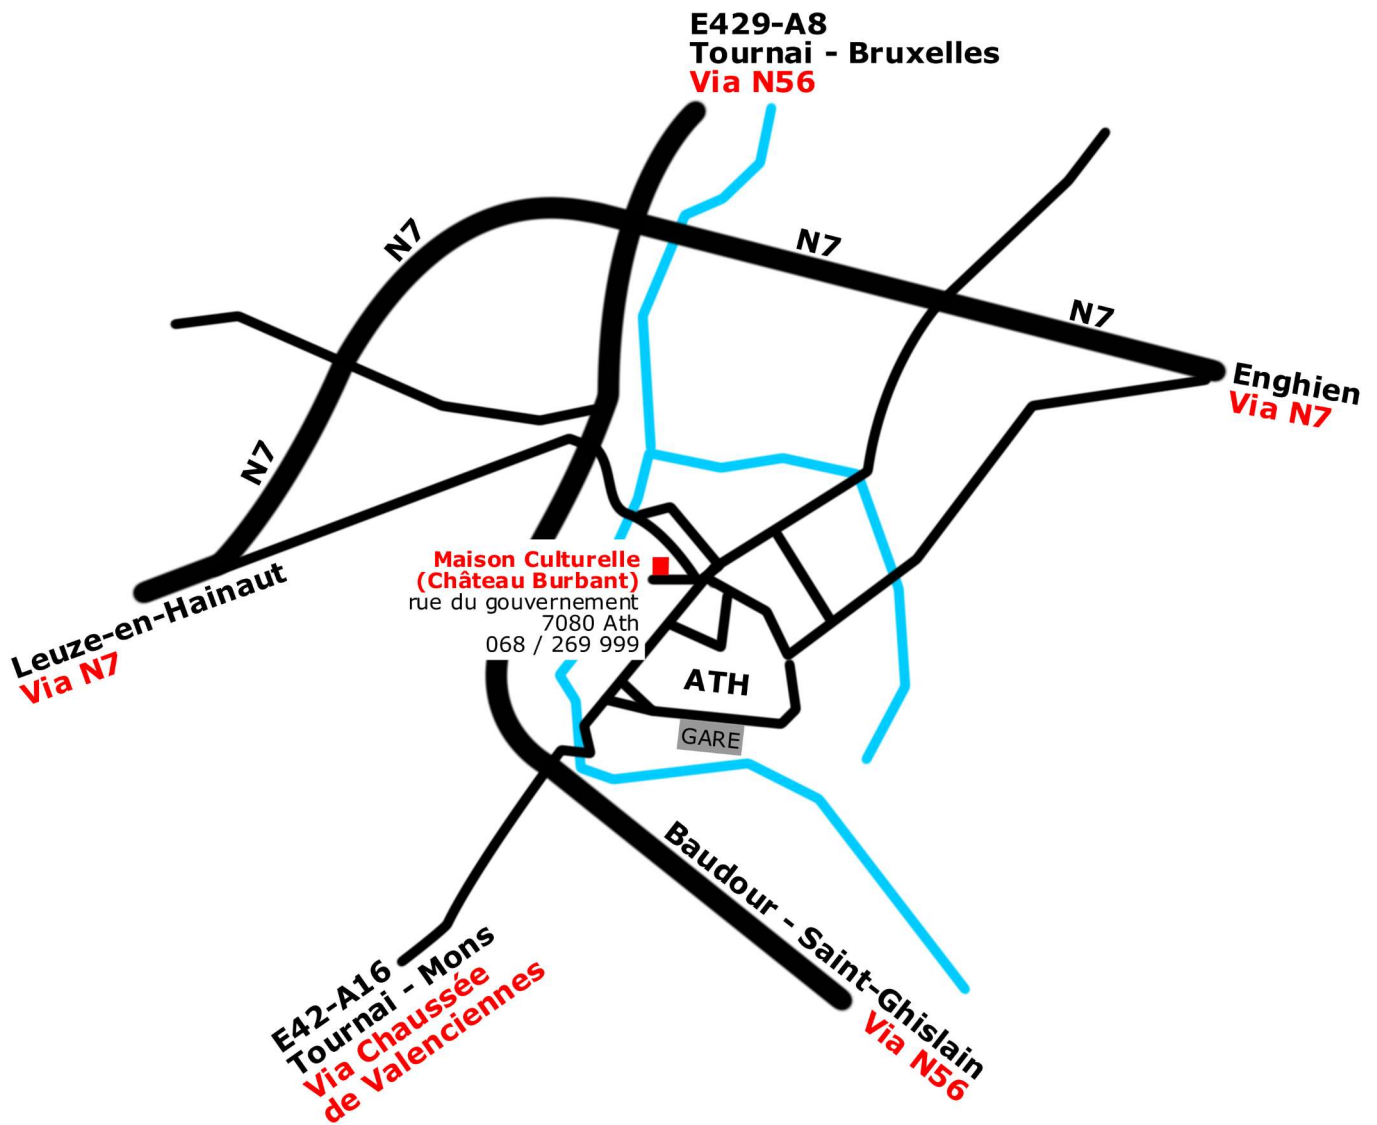 E429-A8
Tournai - Bruxelles
Via N56
N7
N7
N7
Enghien
Via N7
N7
Maison Culturelle
(Château Burbant)
rue du gouvernement
7080 Ath
068 / 269 999
Leuze-en-Hainaut
Via N7
ATH
GARE
Baudour - Saint-Ghislain
Via N56
E42-A16
Tournai - Mons
Via Chaussée
de Valenciennes